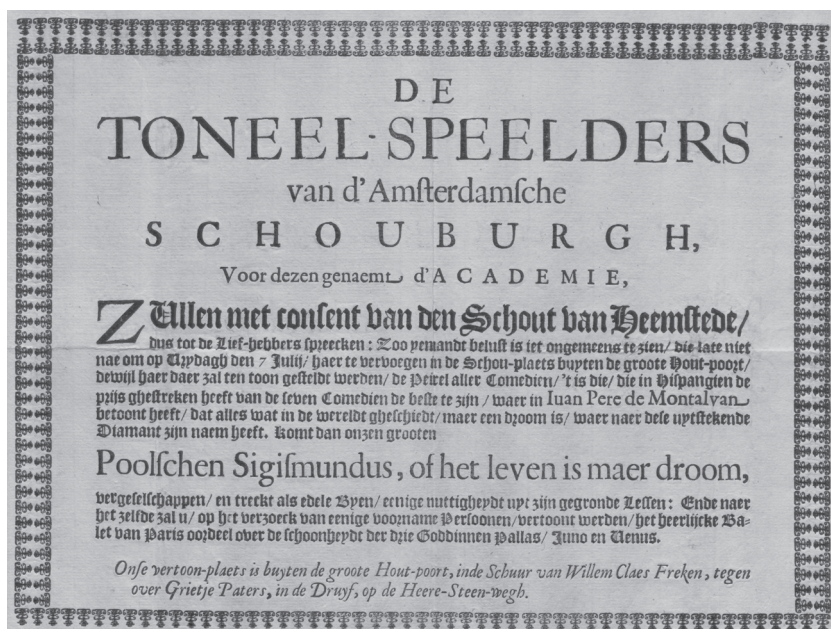 DE
TONEEL-SPEELDERS
van d'Amſterdamſche
SCHOUBURGH,
Voor dezen genaemt d'ACADEMIE,
ZUllen met conſent van den Schout van Heemſtede/
dus tot de Lief-hebbers ſpreecken: Zoo yemandt beluſt is iet ongemeens te zien/ die late niet
nae om op Vrydagh den 7 Julij/ haer te vervoegen in de Schou-plaets buyten de groote Hout-poort/
dewijl haer daer zal ten toon geſteldt werden/ de Peirel aller Comedien/ 't is die/ die in Hiſpangien de
prijs gheſtreken heeft van de ſeven Comedien de beſte te zijn/ waer in Iuan Pere de Montalvan
betoont heeft/ dat alles wat in de wereldt gheſchiedt/ maer een droom is/ waer naer deſe uytſtekende
Diamant zijn naem heeft. Komt dan onzen grooten
Poolſchen Sigiſmundus, of het leven is maer droom,
vergeſelſchappen/ en treckt als edele Byen/ eenige nuttigheydt uyt zijn gegronde Leſſen: Ende naer
het zelfde zal u/ op het verzoeck van eenige voorname Perſoonen/ vertoont werden/ het heerlijcke Ba-
let van Paris oordeel over de ſchoonheydt der drie Goddinnen Pallas/ Juno en Venus.
Onſe vertoon-plaets is buyten de groote Hout-poort, inde Schuur van Willem Claes Freken, tegen
over Grietje Paters, in de Druyf, op de Heere-Steen-wegh.